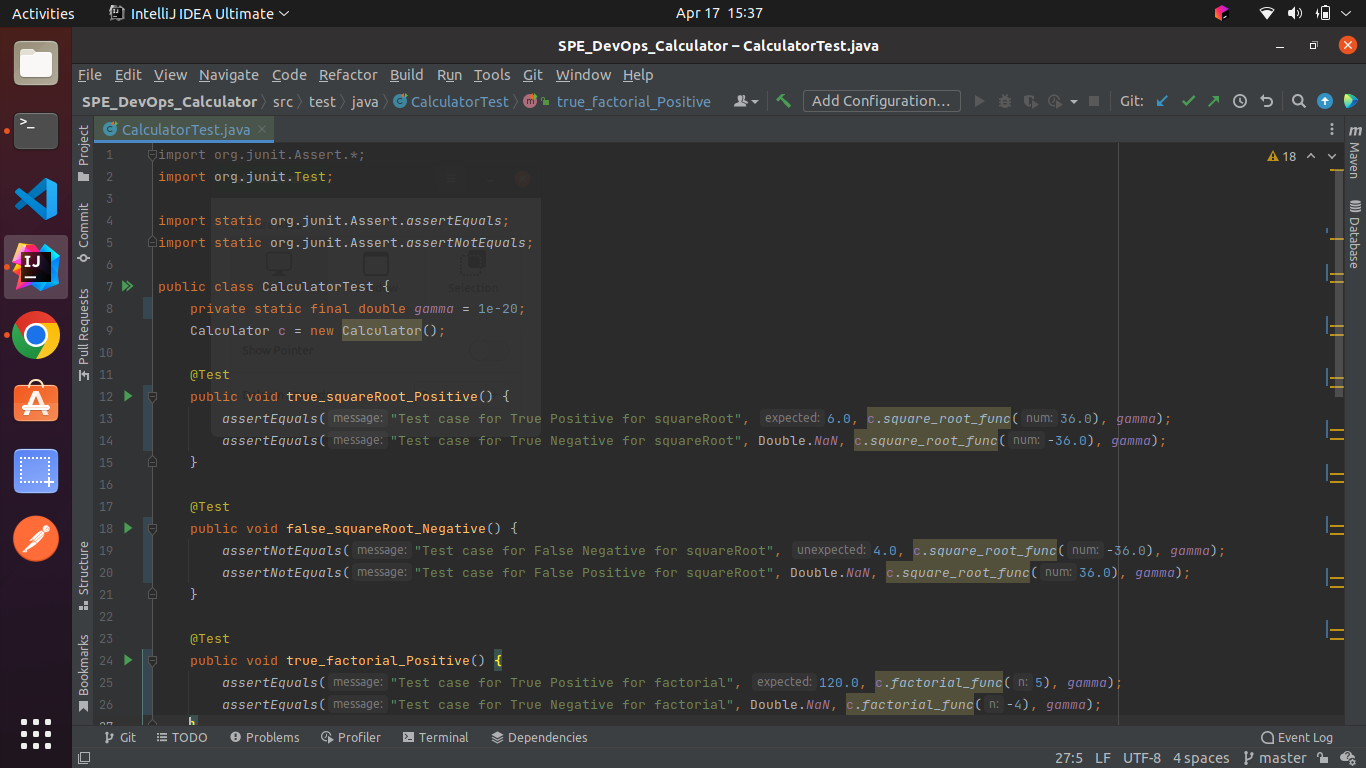 Activities IntelliJ IDEA Ultimate Apr 17 15:37
SPE_DevOps_Calculator – CalculatorTest.java
File Edit View Navigate Code Refactor Build Run Tools Git Window Help
SPE_DevOps_Calculator src test java CalculatorTest true_factorial_Positive Add Configuration... Git:
CalculatorTest.java
Project
Commit
Pull Requests
Structure
Bookmarks
1 import org.junit.Assert.*;
2 import org.junit.Test;
3
4 import static org.junit.Assert.assertEquals;
5 import static org.junit.Assert.assertNotEquals;
6
7 public class CalculatorTest {
8 private static final double gamma = 1e-20;
9 Calculator c = new Calculator();
10
Show Pointer
11 @Test
12 public void true_squareRoot_Positive() {
13 assertEquals( message: "Test case for True Positive for squareRoot", expected: 6.0, c.square_root_func( num: 36.0), gamma);
14 assertEquals( message: "Test case for True Negative for squareRoot", Double.NaN, c.square_root_func( num: -36.0), gamma);
15 }
16
17 @Test
18 public void false_squareRoot_Negative() {
19 assertNotEquals( message: "Test case for False Negative for squareRoot", unexpected: 4.0, c.square_root_func( num: -36.0), gamma);
20 assertNotEquals( message: "Test case for False Positive for squareRoot", Double.NaN, c.square_root_func( num: 36.0), gamma);
21 }
22
23 @Test
24 public void true_factorial_Positive() {
25 assertEquals( message: "Test case for True Positive for factorial", expected: 120.0, c.factorial_func( n: 5), gamma);
26 assertEquals( message: "Test case for True Negative for factorial", Double.NaN, c.factorial_func( n: -4), gamma);
27 }
18
m
Maven
Database
Git TODO Problems Profiler Terminal Dependencies Event Log
27:5 LF UTF-8 4 spaces master